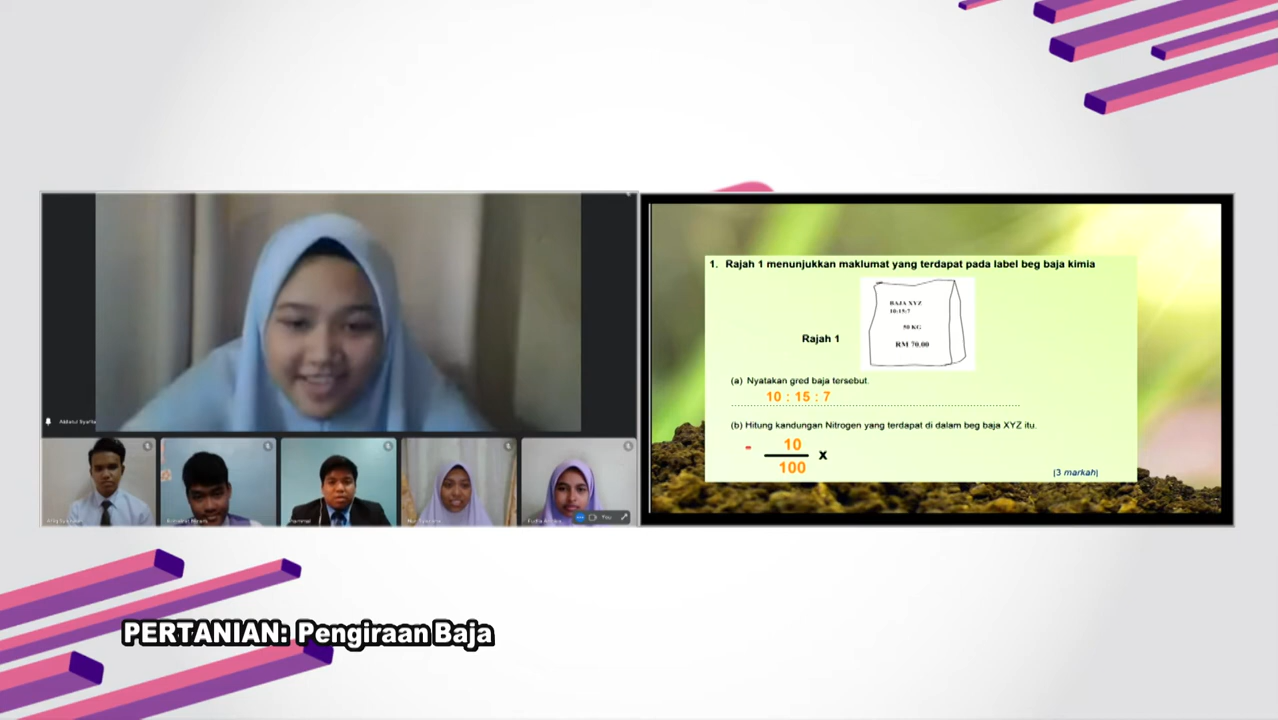 1. Rajah 1 menunjukkan maklumat yang terdapat pada label beg baja kimia
BAJA XYZ
10:15:7
50 KG
RM 70.00
Rajah 1
(a) Nyatakan gred baja tersebut.
10 : 15 : 7
(b) Hitung kandungan Nitrogen yang terdapat di dalam beg baja XYZ itu.
- 10
100 x
[3 markah]
You
PERTANIAN: Pengiraan Baja